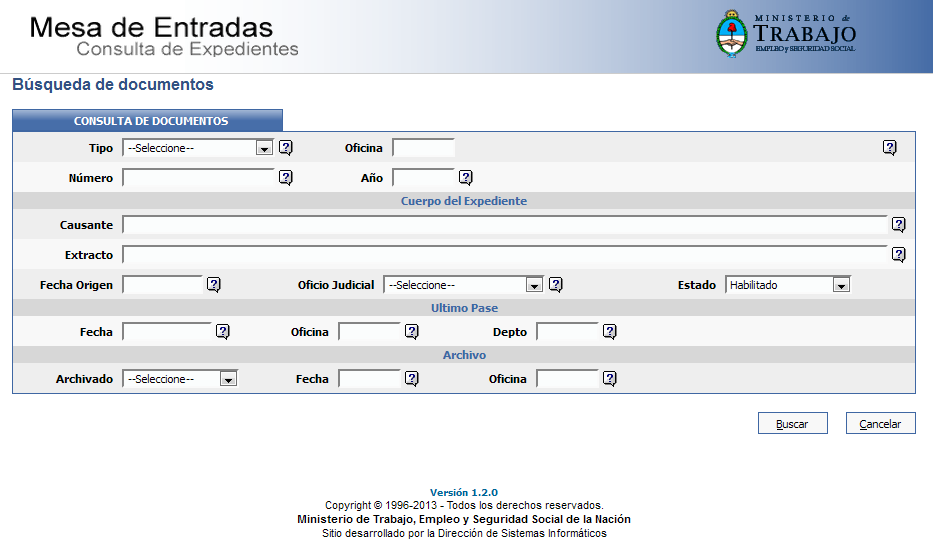 Mesa de Entradas
Consulta de Expedientes
MINISTERIO de
TRABAJO
EMPLEO y SEGURIDAD SOCIAL
Búsqueda de documentos
CONSULTA DE DOCUMENTOS
Tipo --Seleccione-- ? Oficina ?
Número ? Año ?
Cuerpo del Expediente
Causante ?
Extracto ?
Fecha Origen ? Oficio Judicial --Seleccione-- ? Estado Habilitado
Ultimo Pase
Fecha ? Oficina ? Depto ?
Archivo
Archivado --Seleccione-- Fecha ? Oficina ?
Buscar Cancelar
Versión 1.2.0
Copyright © 1996-2013 - Todos los derechos reservados.
Ministerio de Trabajo, Empleo y Seguridad Social de la Nación
Sitio desarrollado por la Dirección de Sistemas Informáticos